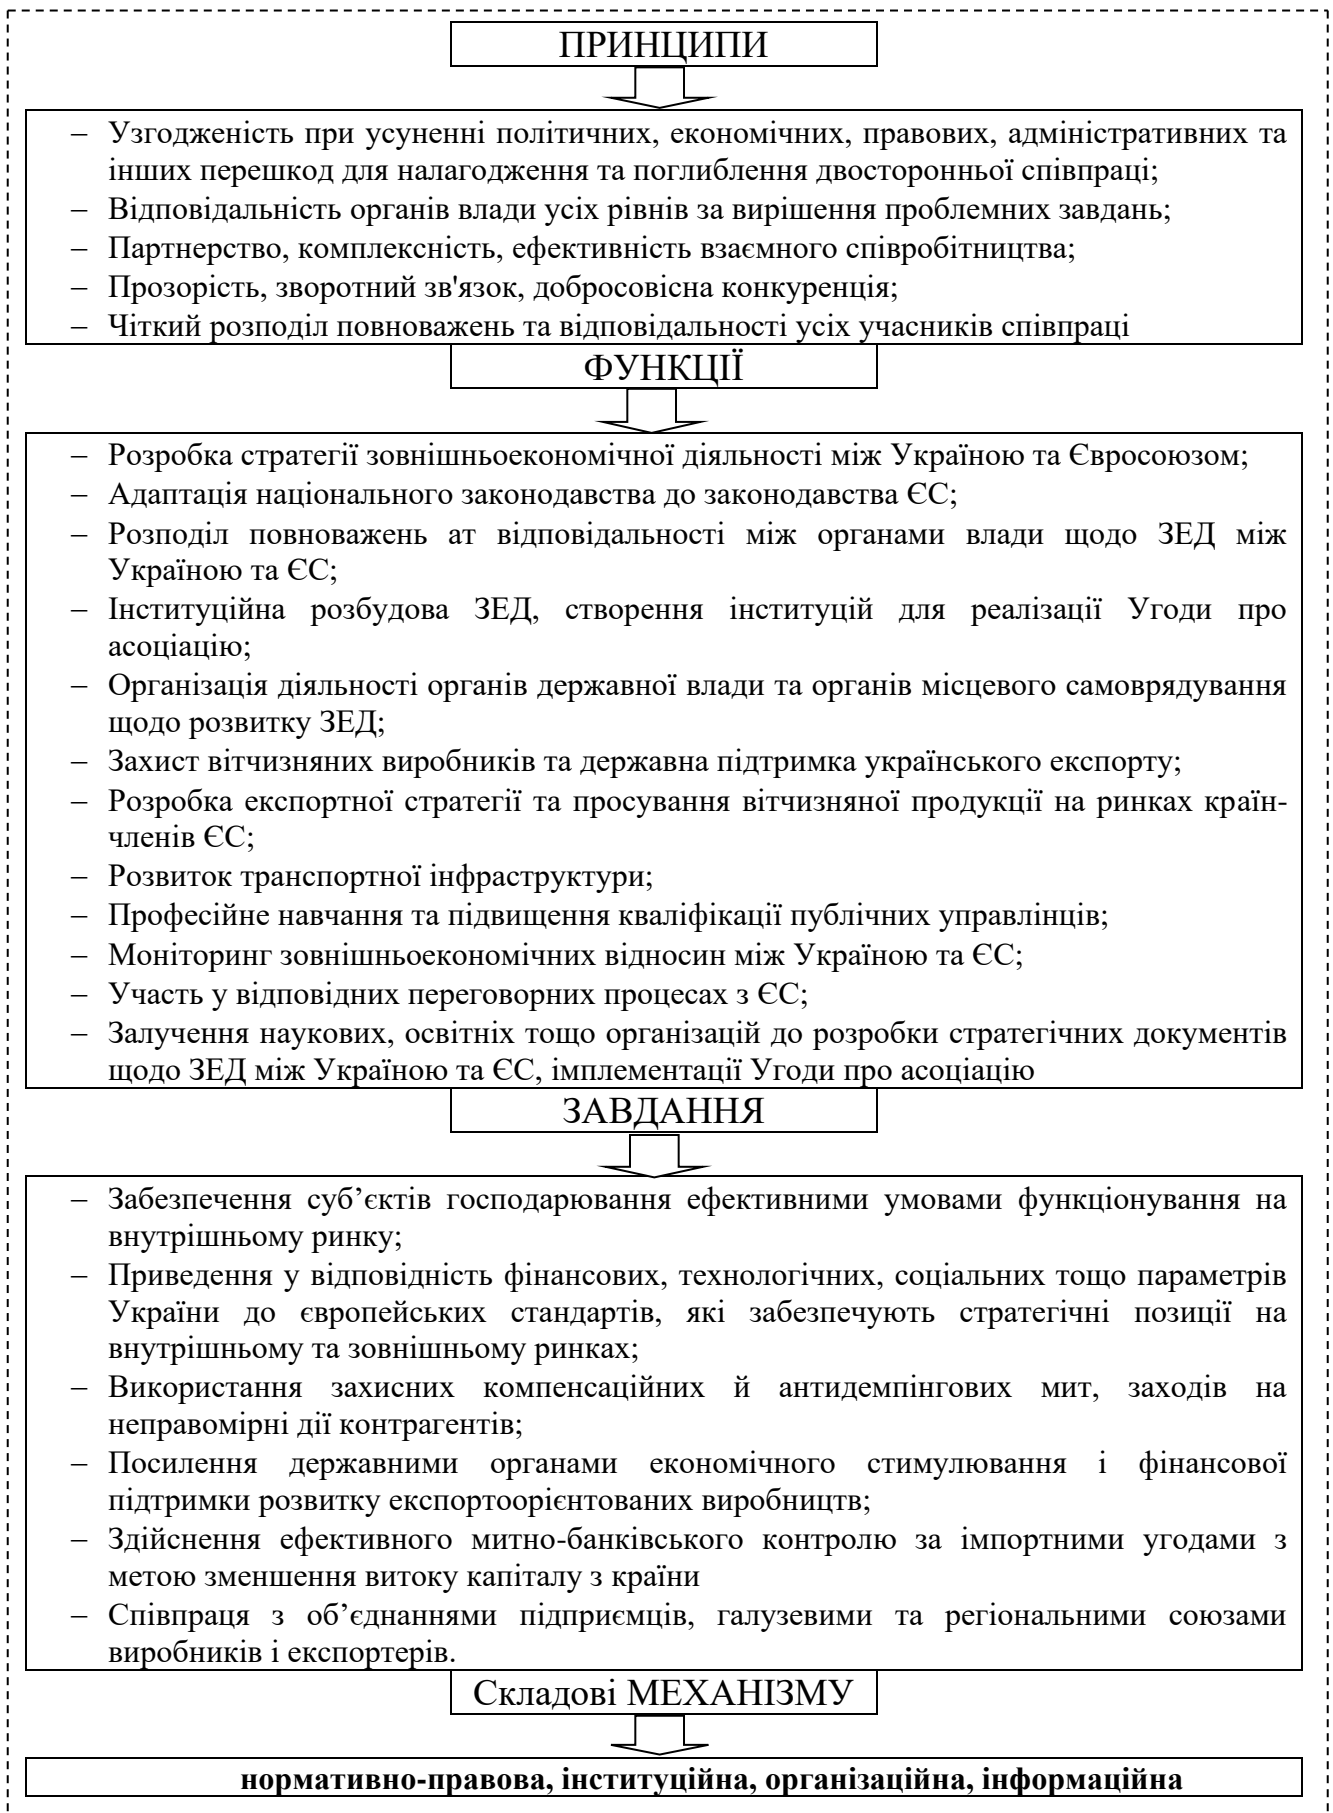 ПРИНЦИПИ
– Узгодженість при усуненні політичних, економічних, правових, адміністративних та
інших перешкод для налагодження та поглиблення двосторонньої співпраці;
– Відповідальність органів влади усіх рівнів за вирішення проблемних завдань;
– Партнерство, комплексність, ефективність взаємного співробітництва;
– Прозорість, зворотний зв'язок, добросовісна конкуренція;
– Чіткий розподіл повноважень та відповідальності усіх учасників співпраці
ФУНКЦІЇ
– Розробка стратегії зовнішньоекономічної діяльності між Україною та Євросоюзом;
– Адаптація національного законодавства до законодавства ЄС;
– Розподіл повноважень ат відповідальності між органами влади щодо ЗЕД між
Україною та ЄС;
– Інституційна розбудова ЗЕД, створення інституцій для реалізації Угоди про
асоціацію;
– Організація діяльності органів державної влади та органів місцевого самоврядування
щодо розвитку ЗЕД;
– Захист вітчизняних виробників та державна підтримка українського експорту;
– Розробка експортної стратегії та просування вітчизняної продукції на ринках країн-
членів ЄС;
– Розвиток транспортної інфраструктури;
– Професійне навчання та підвищення кваліфікації публічних управлінців;
– Моніторинг зовнішньоекономічних відносин між Україною та ЄС;
– Участь у відповідних переговорних процесах з ЄС;
– Залучення наукових, освітніх тощо організацій до розробки стратегічних документів
щодо ЗЕД між Україною та ЄС, імплементації Угоди про асоціацію
ЗАВДАННЯ
– Забезпечення суб’єктів господарювання ефективними умовами функціонування на
внутрішньому ринку;
– Приведення у відповідність фінансових, технологічних, соціальних тощо параметрів
України до європейських стандартів, які забезпечують стратегічні позиції на
внутрішньому та зовнішньому ринках;
– Використання захисних компенсаційних й антидемпінгових мит, заходів на
неправомірні дії контрагентів;
– Посилення державними органами економічного стимулювання і фінансової
підтримки розвитку експортоорієнтованих виробництв;
– Здійснення ефективного митно-банківського контролю за імпортними угодами з
метою зменшення витоку капіталу з країни
– Співпраця з об’єднаннями підприємців, галузевими та регіональними союзами
виробників і експортерів.
Складові МЕХАНІЗМУ
нормативно-правова, інституційна, організаційна, інформаційна